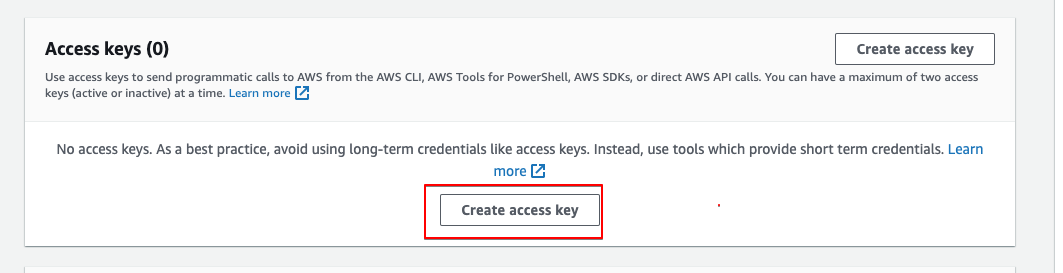 Access keys (0)
Create access key
Use access keys to send programmatic calls to AWS from the AWS CLI, AWS Tools for PowerShell, AWS SDKs, or direct AWS API calls. You can have a maximum of two access
keys (active or inactive) at a time. Learn more
No access keys. As a best practice, avoid using long-term credentials like access keys. Instead, use tools which provide short term credentials. Learn
more
Create access key